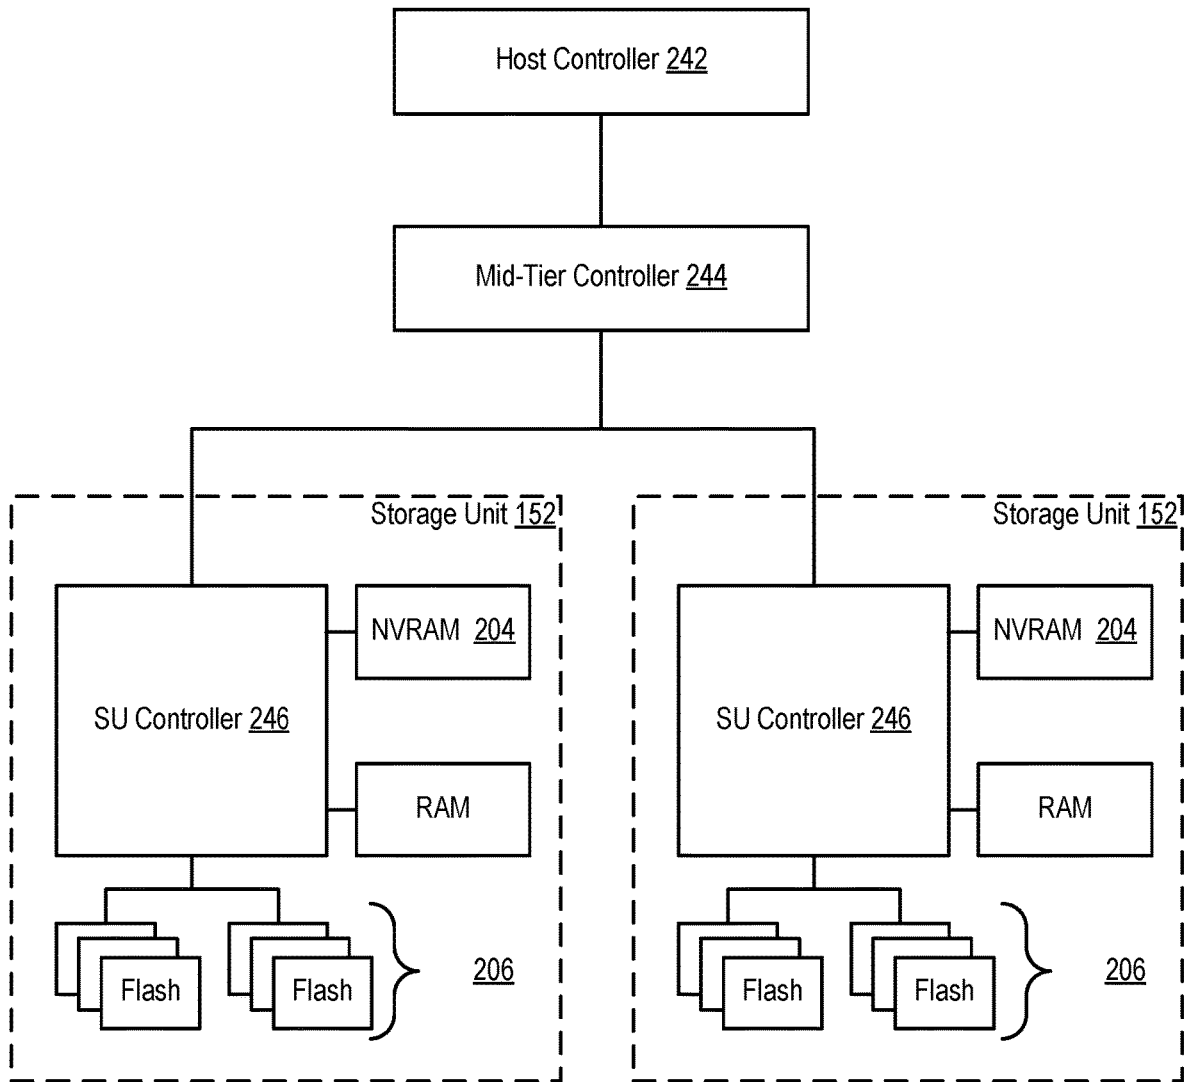 Host Controller 242
Mid-Tier Controller 244
Storage Unit 152
NVRAM 204
SU Controller 246
RAM
Flash
Flash
206
Storage Unit 152
NVRAM 204
SU Controller 246
RAM
Flash
Flash
206